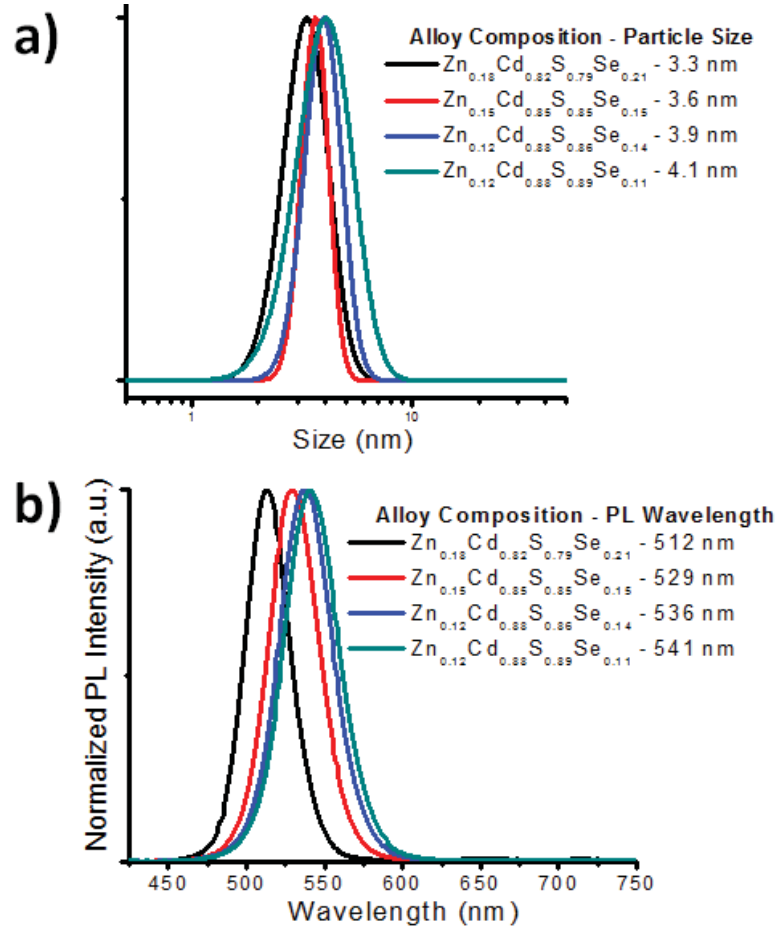 a)
Alloy Composition - Particle Size
Zn0.18Cd0.82S0.79Se0.21 - 3.3 nm
Zn0.15Cd0.85S0.85Se0.15 - 3.6 nm
Zn0.12Cd0.88S0.86Se0.14 - 3.9 nm
Zn0.12Cd0.88S0.89Se0.11 - 4.1 nm
1 10
Size (nm)
b)
Normalized PL Intensity (a.u.)
Alloy Composition - PL Wavelength
Zn0.18Cd0.82S0.79Se0.21 - 512 nm
Zn0.15Cd0.85S0.85Se0.15 - 529 nm
Zn0.12Cd0.88S0.86Se0.14 - 536 nm
Zn0.12Cd0.88S0.89Se0.11 - 541 nm
450 500 550 600 650 700 750
Wavelength (nm)